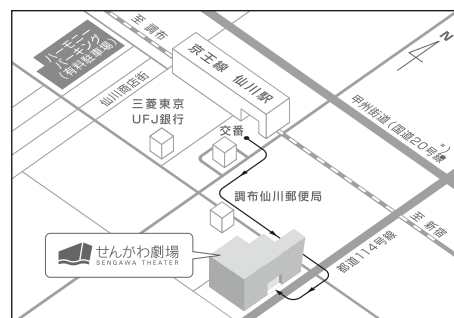 至調布
ハーモニー
パーキング
(有料駐車場)
京王線 仙川駅
N
仙川商店街
三菱東京
UFJ銀行
交番
甲州街道(国道20号線)
調布仙川郵便局
至新宿
都道114号線
せんがわ劇場
SENGAWA THEATER